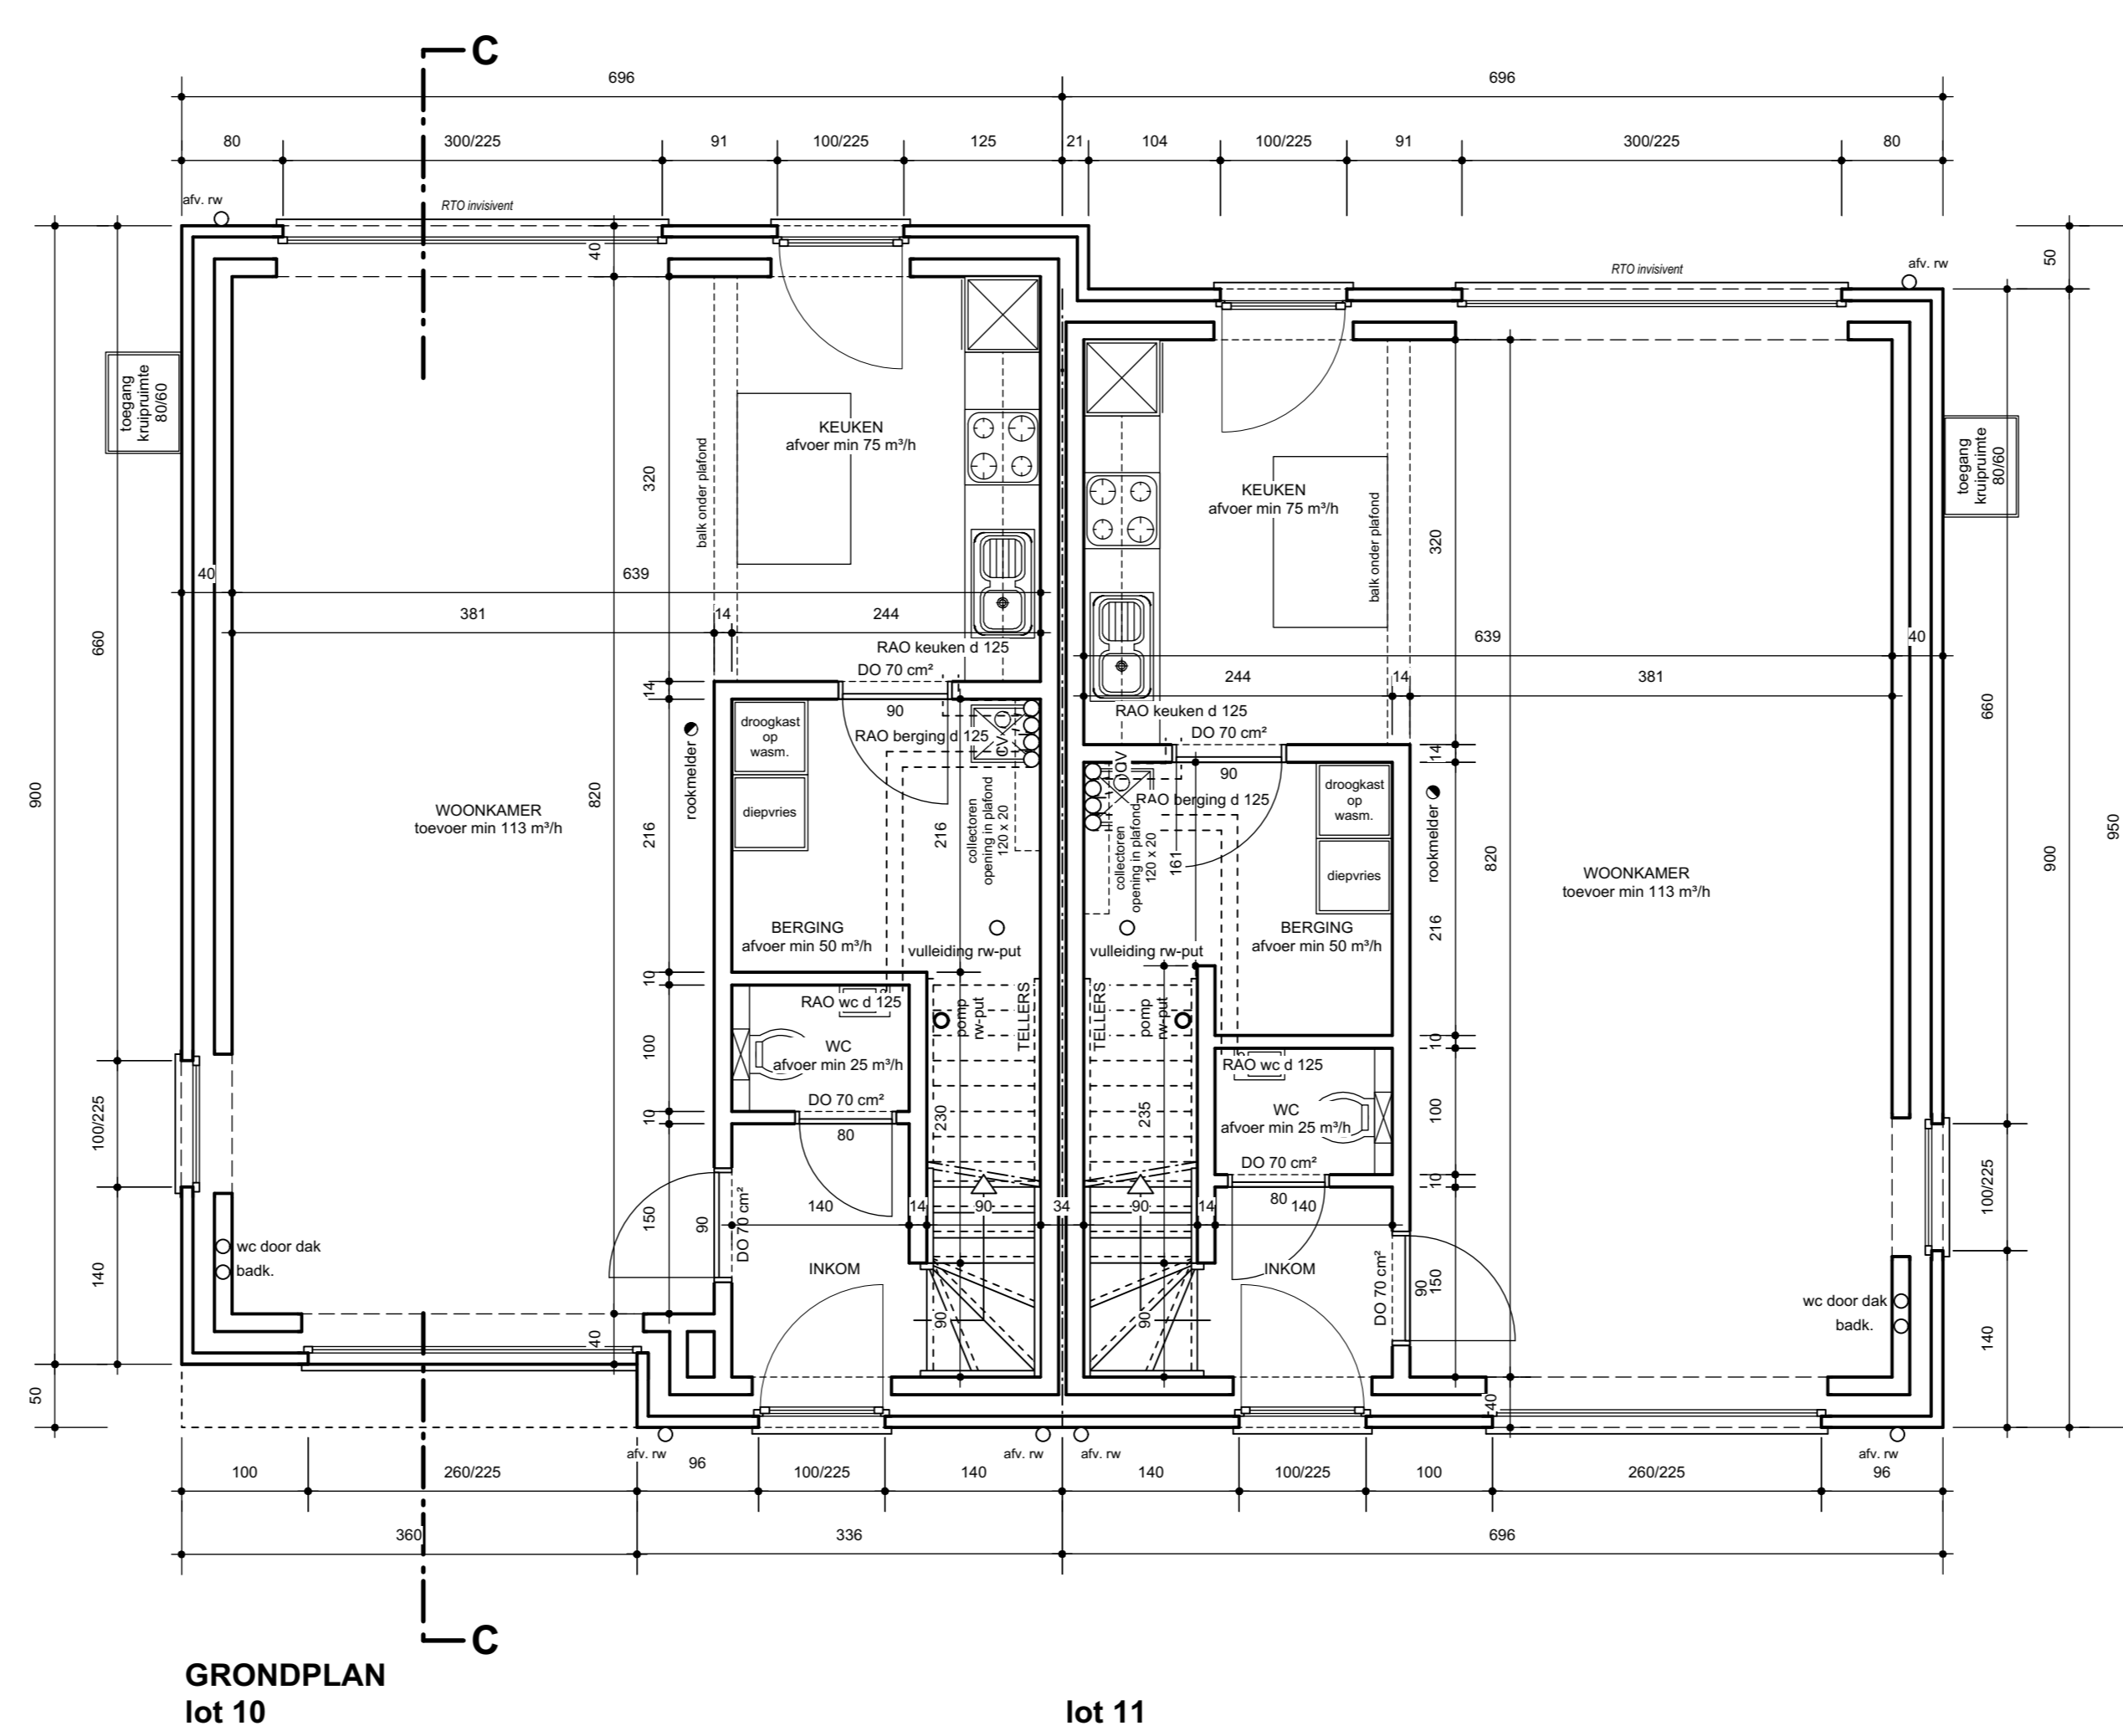 C
696
696
80
300/225
91
100/225
125
21
104
100/225
91
300/225
80
afv. rw
RTO invisivent
40
RTO invisivent
afv. rw
50
toegang
kruipruimte
80/60
KEUKEN
afvoer min 75 m³/h
balk onder plafond
320
KEUKEN
afvoer min 75 m³/h
balk onder plafond
320
toegang
kruipruimte
80/60
40
639
381
14
244
660
RAO keuken d 125
DO 70 cm²
90
14
639
40
244
14
381
660
RAO keuken d 125
DO 70 cm²
90
14
droogkast
op
wasm.
diepvries
RAO berging d 125
CV
rookmelder
collectoren
opening in plafond
120 x 20
216
216
900
820
WOONKAMER
toevoer min 113 m³/h
CV
RAO berging d 125
droogkast
op
wasm.
diepvries
rookmelder
collectoren
opening in plafond
120 x 20
161
216
820
900
950
WOONKAMER
toevoer min 113 m³/h
BERGING
afvoer min 50 m³/h
vulleiding rw-put
vulleiding rw-put
BERGING
afvoer min 50 m³/h
10
RAO wc d 125
pomp
rw-put
TELLERS
TELLERS
pomp
rw-put
10
100
WC
afvoer min 25 m³/h
DO 70 cm²
80
10
230
235
RAO wc d 125
WC
afvoer min 25 m³/h
DO 70 cm²
80
100
10
100/225
100/225
150
90
DO 70 cm²
140
14
90
34
90
14
140
DO 70 cm²
90
150
wc door dak
badk.
INKOM
90
90
INKOM
wc door dak
badk.
140
140
40
40
50
afv. rw
afv. rw
afv. rw
afv. rw
100
260/225
96
100/225
140
140
100/225
100
260/225
96
360
336
696
C
GRONDPLAN
lot 10
lot 11